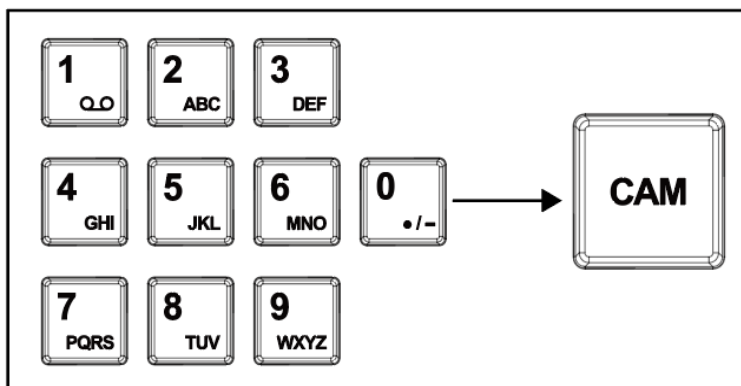 1 2 3
ABC DEF
CAM
4 5 6 0
GHI JKL MNO •/–
7 8 9
PQRS TUV WXYZ